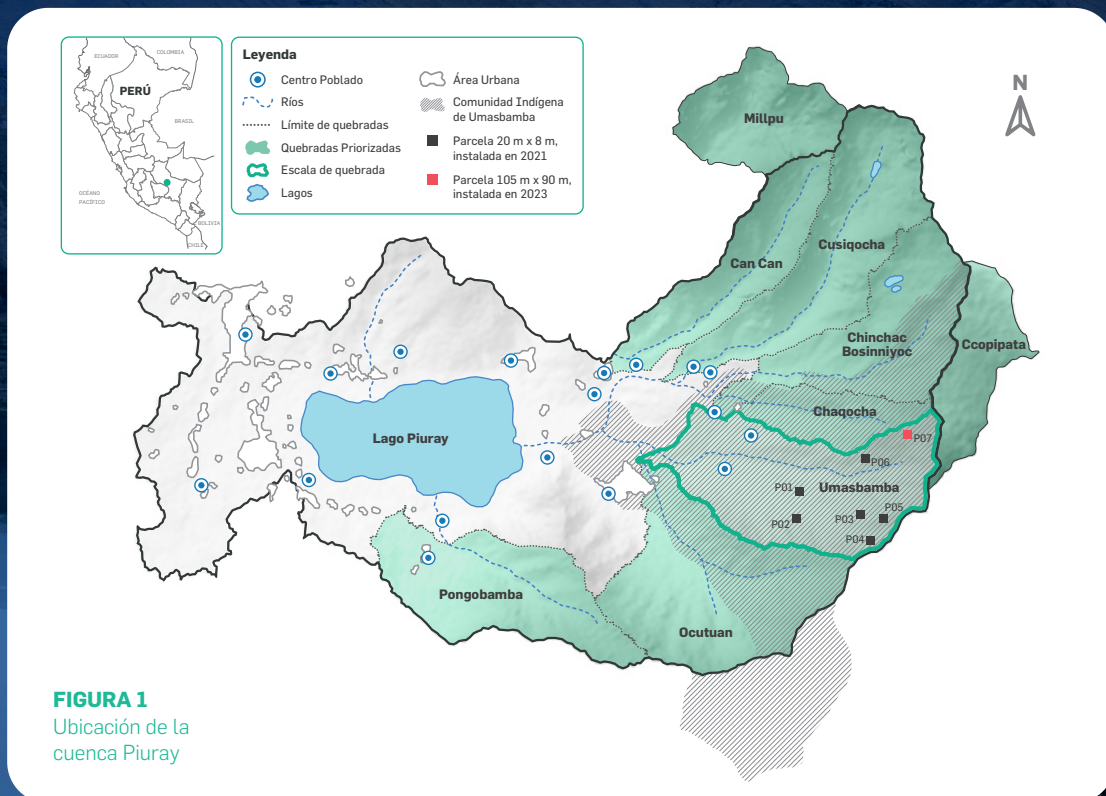 ECUADOR
COLOMBIA
PERÚ
BRASIL
OCÉANO
PACÍFICO
BOLIVIA
CHILE
Leyenda
Centro Poblado
Ríos
Límite de quebradas
Quebradas Priorizadas
Escala de quebrada
Lagos
Área Urbana
Comunidad Indígena
de Umasbamba
Parcela 20 m x 8 m,
instalada en 2021
Parcela 105 m x 90 m,
instalada en 2023
N
Millpu
Can Can
Cusiqocha
Chinchac
Bosinniyoc
Ccopipata
Chaqocha
Lago Piuray
P07
P06
Umasbamba
P01
P02
P03
P05
P04
Pongobamba
Ocutuan
FIGURA 1
Ubicación de la
cuenca Piuray